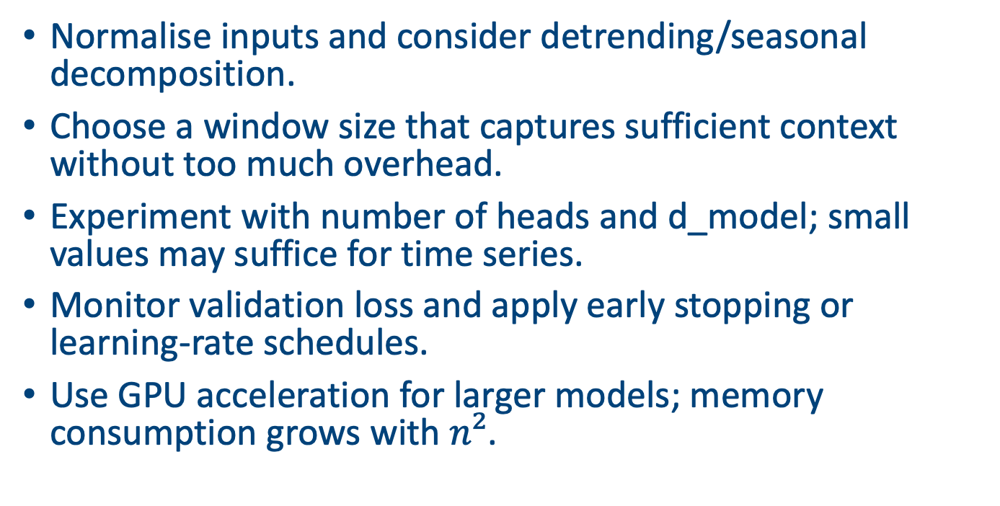 • Normalise inputs and consider detrending/seasonal
decomposition.
• Choose a window size that captures sufficient context
without too much overhead.
• Experiment with number of heads and d_model; small
values may suffice for time series.
• Monitor validation loss and apply early stopping or
learning-rate schedules.
• Use GPU acceleration for larger models; memory
consumption grows with n².